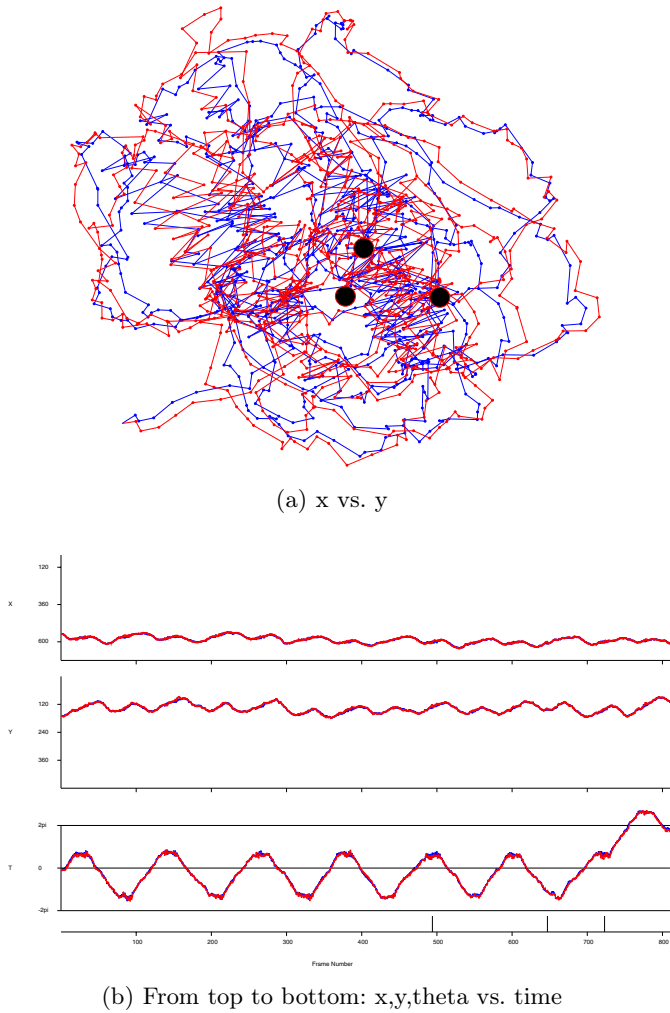 (a) x vs. y
120
360
600
X
120
240
360
Y
2pi
0
-2pi
T
100 200 300 400 500 600 700 800
Frame Number
(b) From top to bottom: x,y,theta vs. time